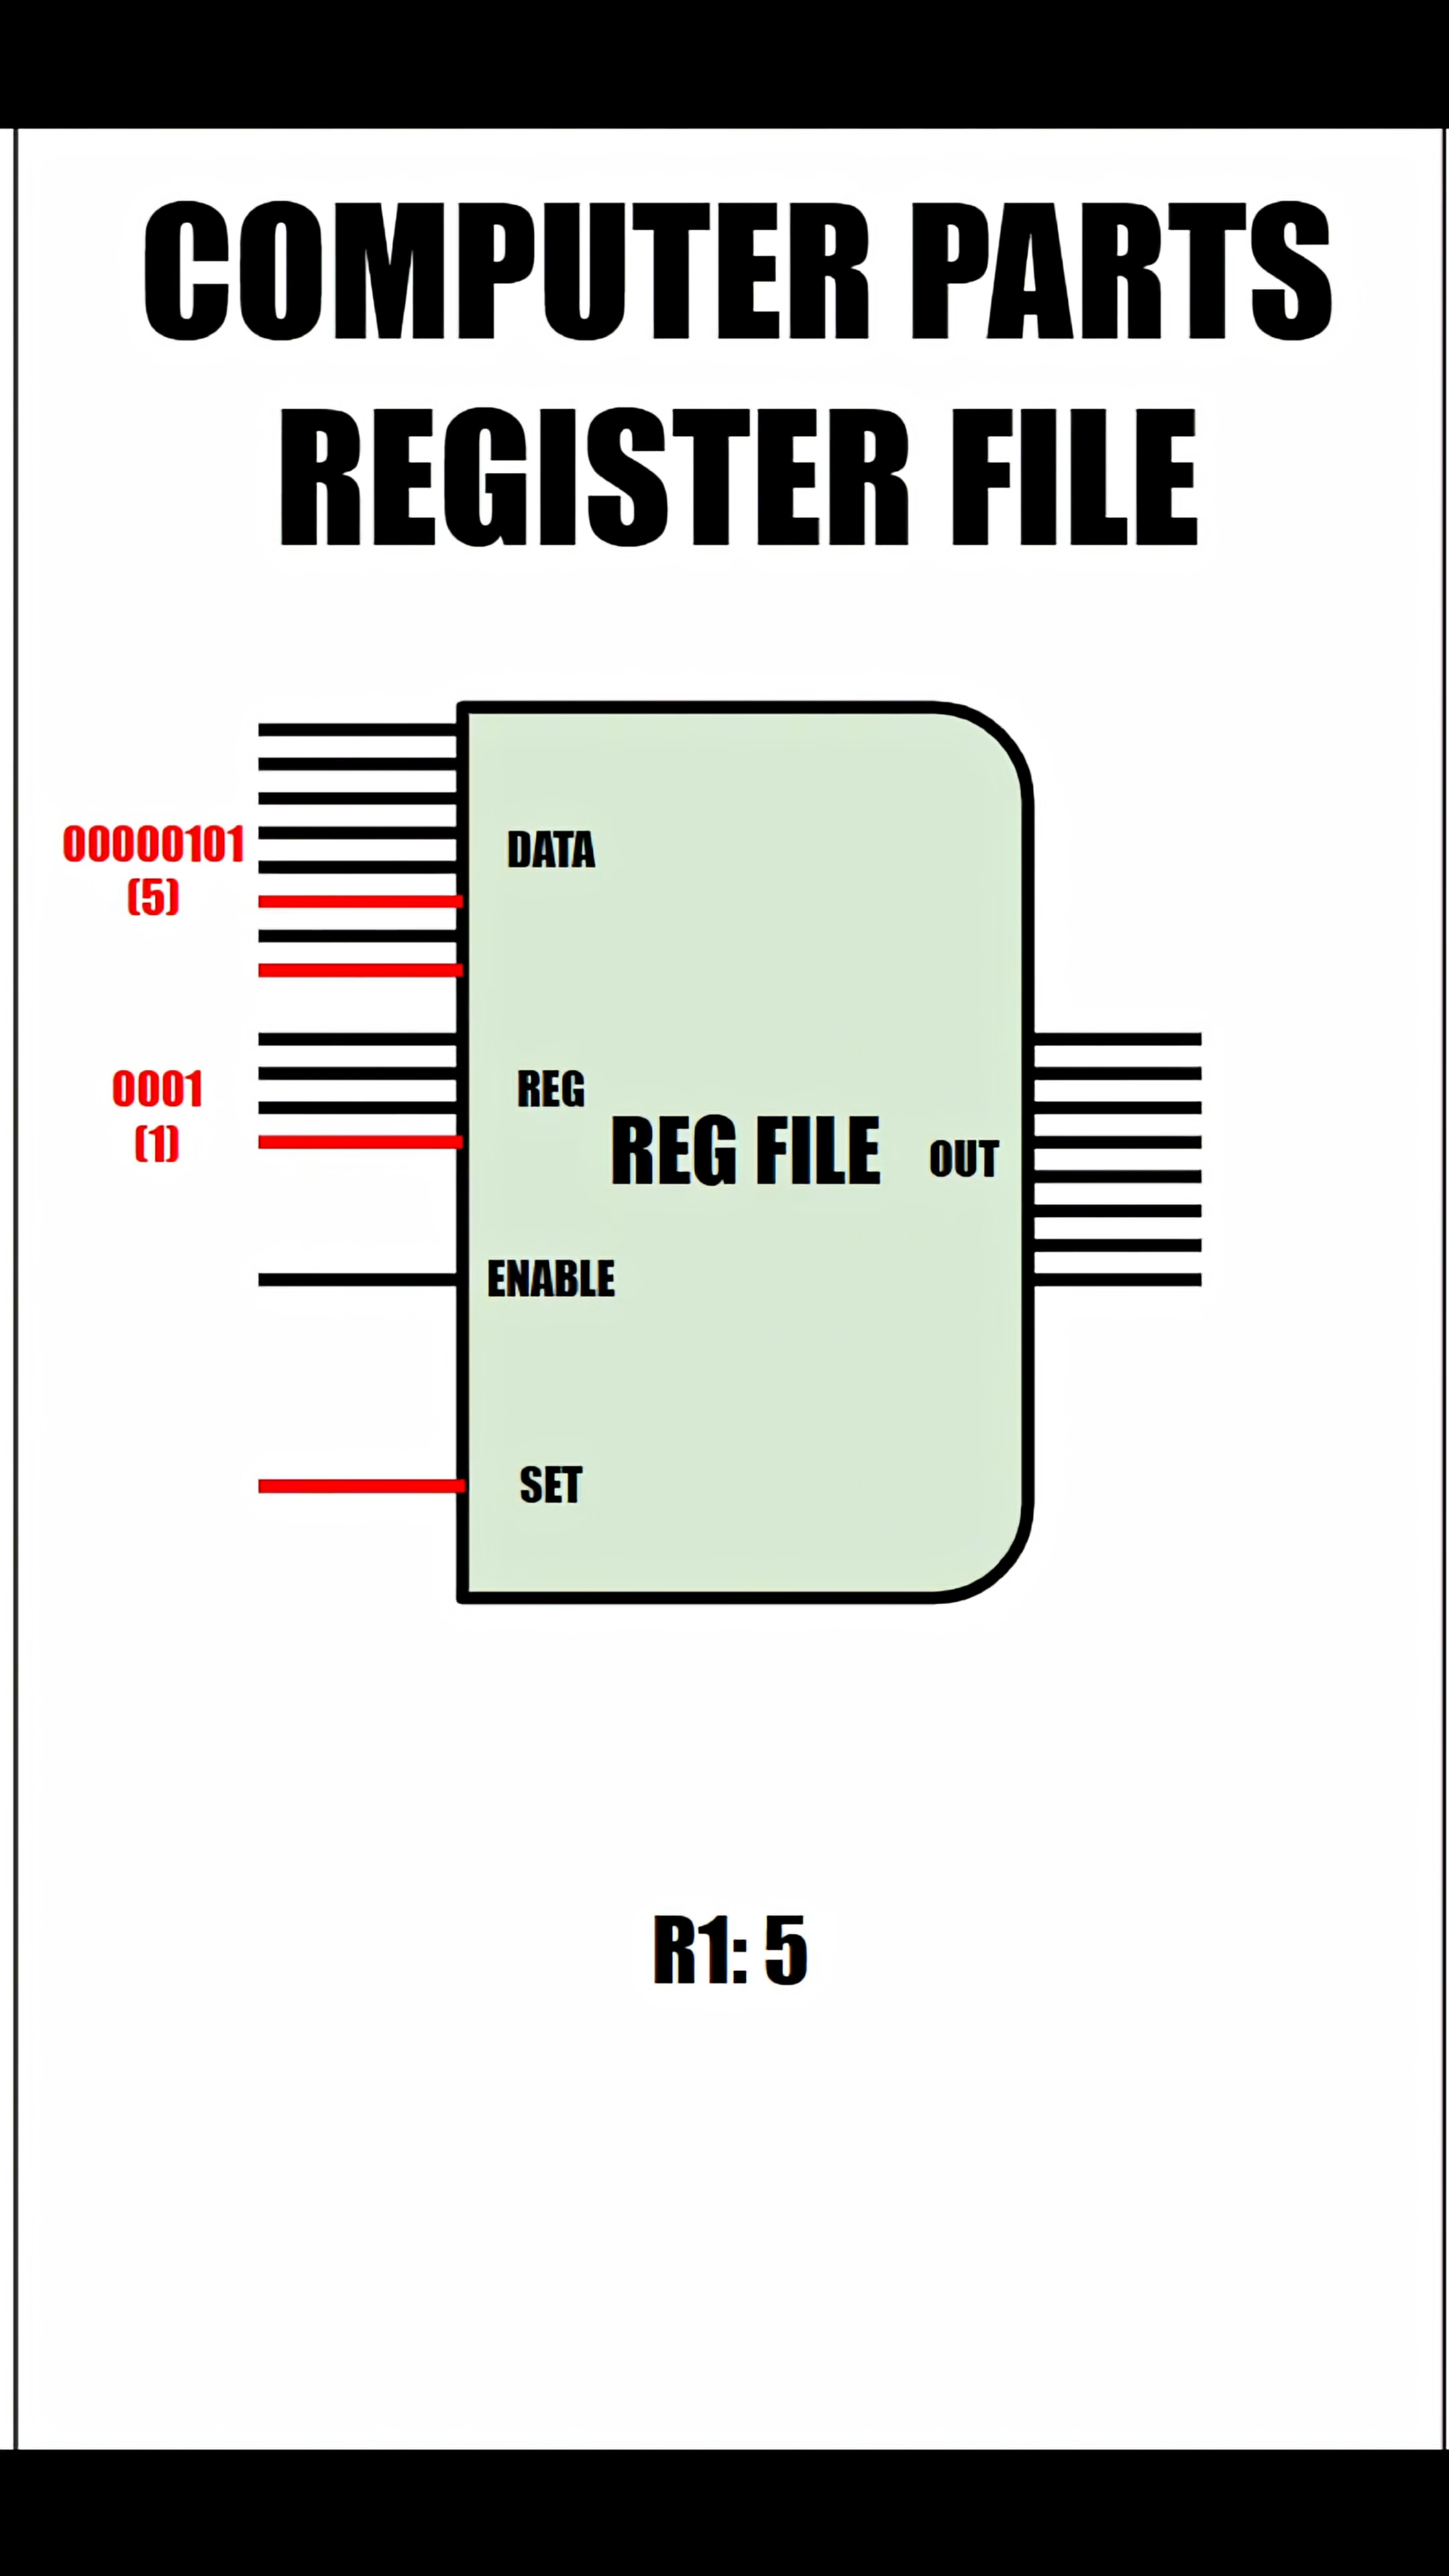 COMPUTER PARTS
REGISTER FILE
00000101
(5)
DATA
0001
(1)
REG
REG FILE
OUT
ENABLE
SET
R1: 5